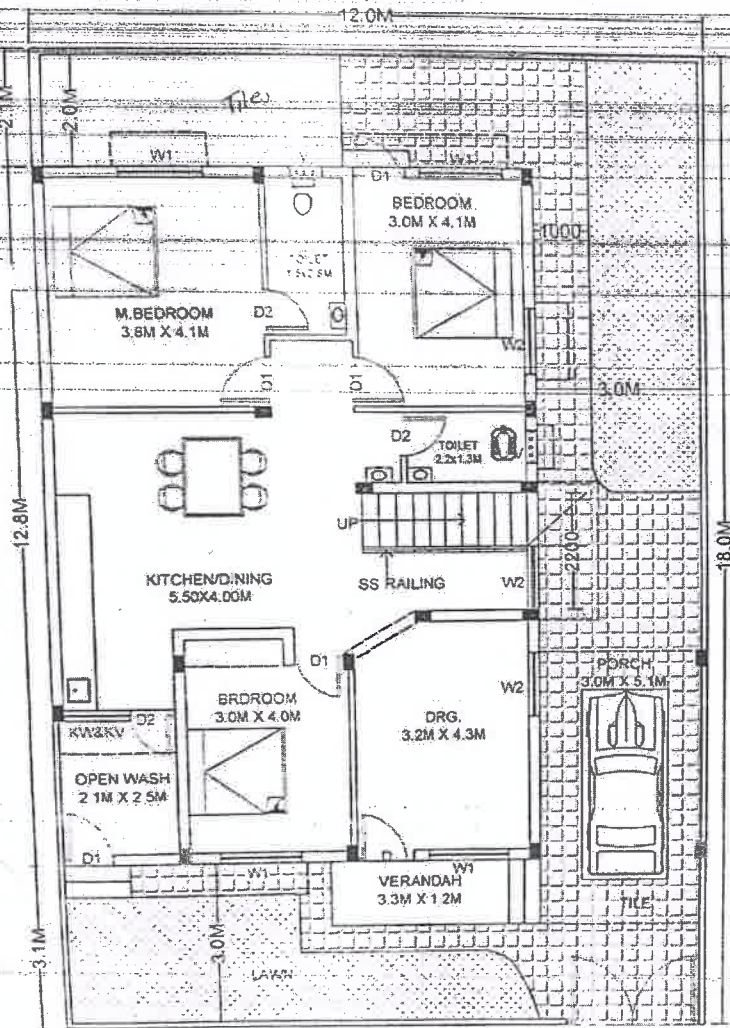 12.0M
2.0M
Tiles
W1
V
D1
W1
BEDROOM
3.0M X 4.1M
1000
TOILET
M.BEDROOM
3.8M X 4.1M
D2
W2
D1
D1
3.0M
D2
TOILET
2.2x1.3M
12.8M
UP
18.0M
2200
KITCHEN/DINING
5.50X4.00M
SS RAILING
W2
D1
PORCH
3.0M X 5.1M
BRDROOM
3.0M X 4.0M
W2
DRG.
3.2M X 4.3M
KW&KV
D2
OPEN WASH
2.1M X 2.5M
D1
W1
W1
VERANDAH
3.3M X 1.2M
TILE
3.1M
3.0M
LAWN